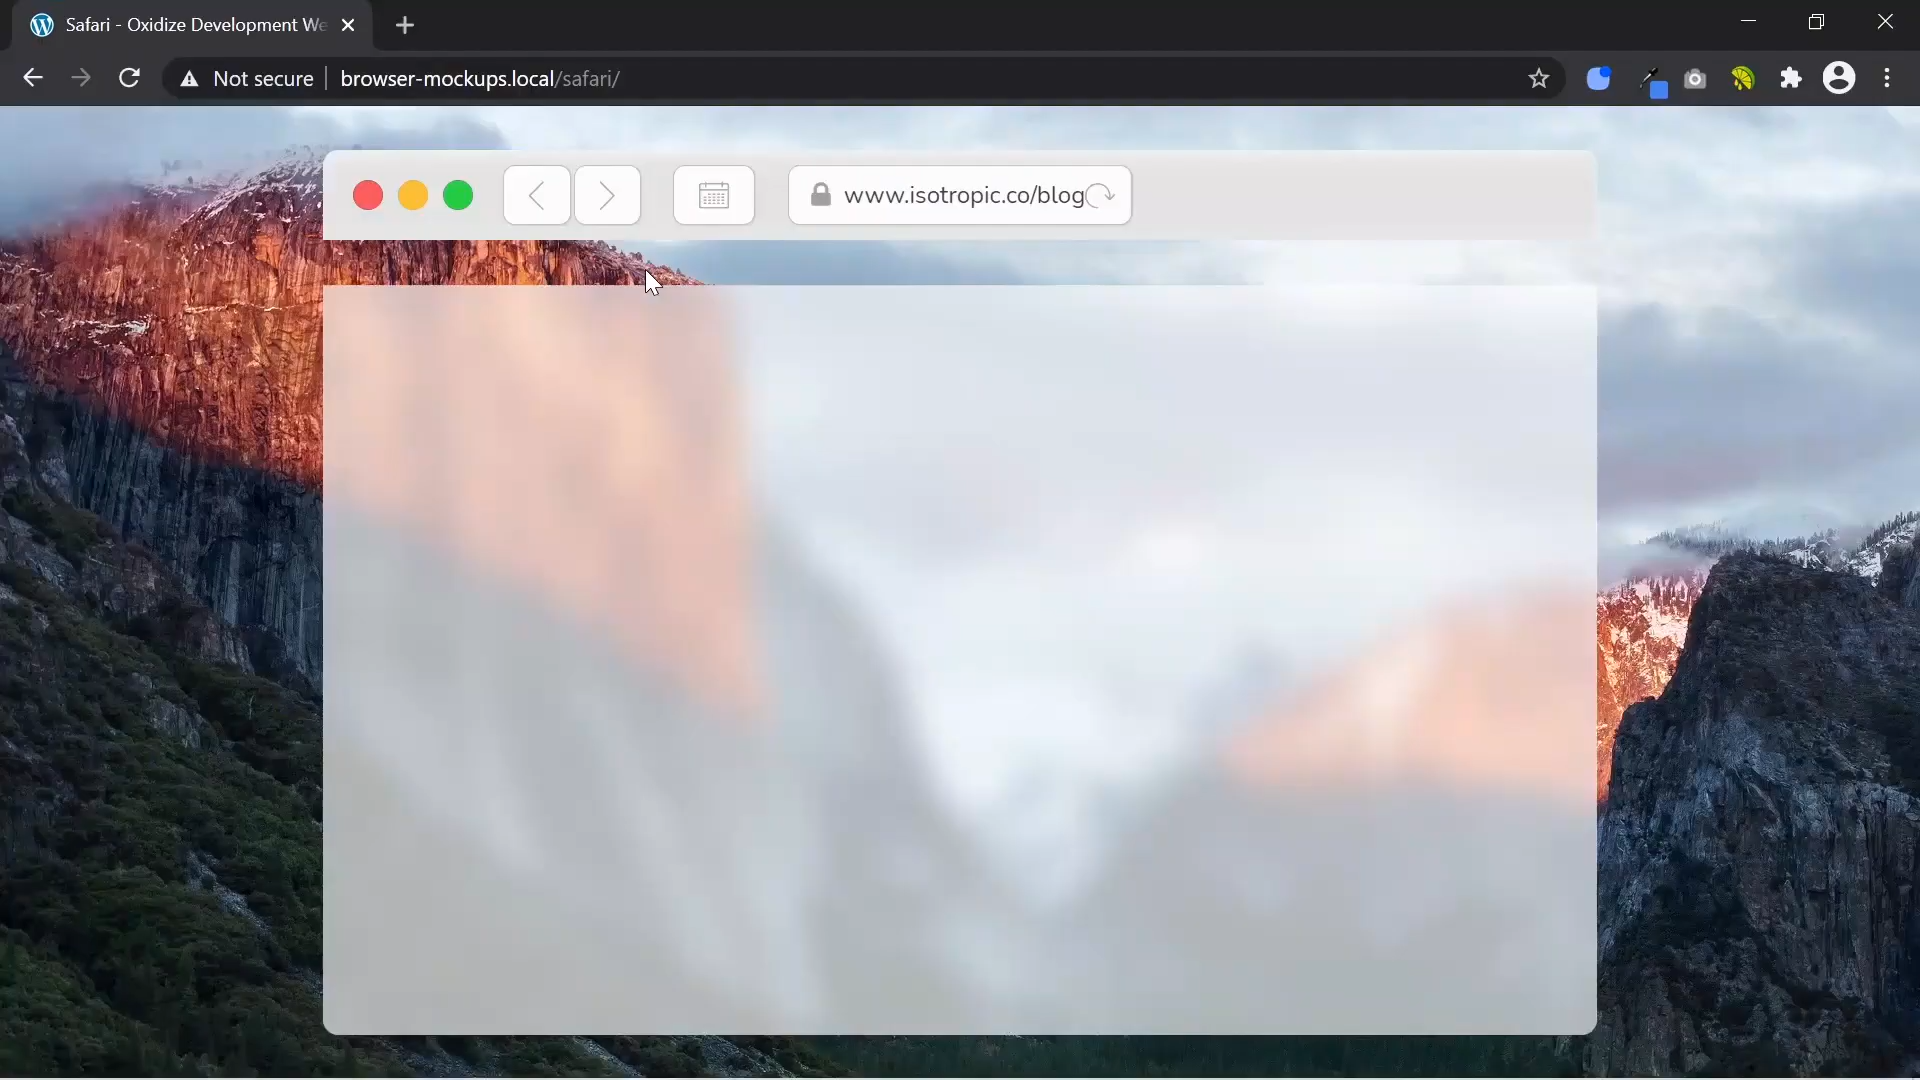 Safari - Oxidize Development We
Not secure
browser-mockups.local/safari/
www.isotropic.co/blog